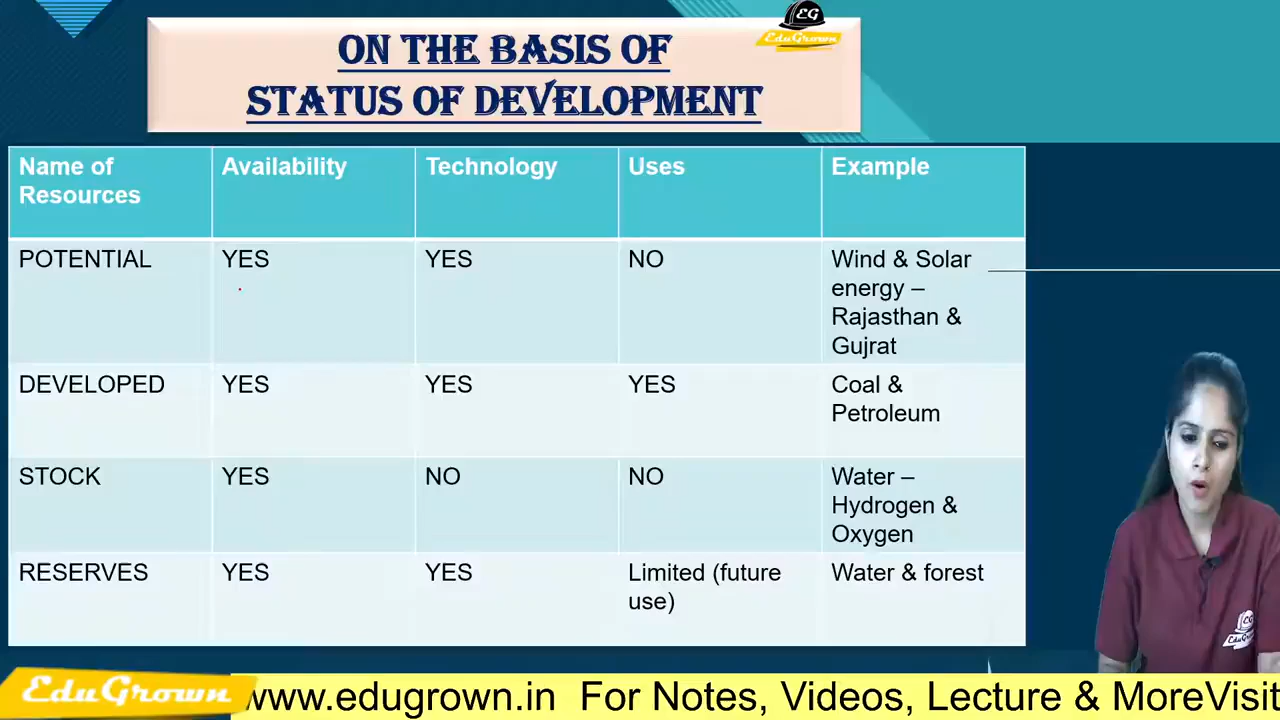 EG
EduGrown
ON THE BASIS OF
STATUS OF DEVELOPMENT
Name of
Resources
Availability
Technology
Uses
Example
POTENTIAL
YES
YES
NO
Wind & Solar
energy –
Rajasthan &
Gujrat
DEVELOPED
YES
YES
YES
Coal &
Petroleum
STOCK
YES
NO
NO
Water –
Hydrogen &
Oxygen
RESERVES
YES
YES
Limited (future
use)
Water & forest
EduGrown
www.edugrown.in For Notes, Videos, Lecture & MoreVisit